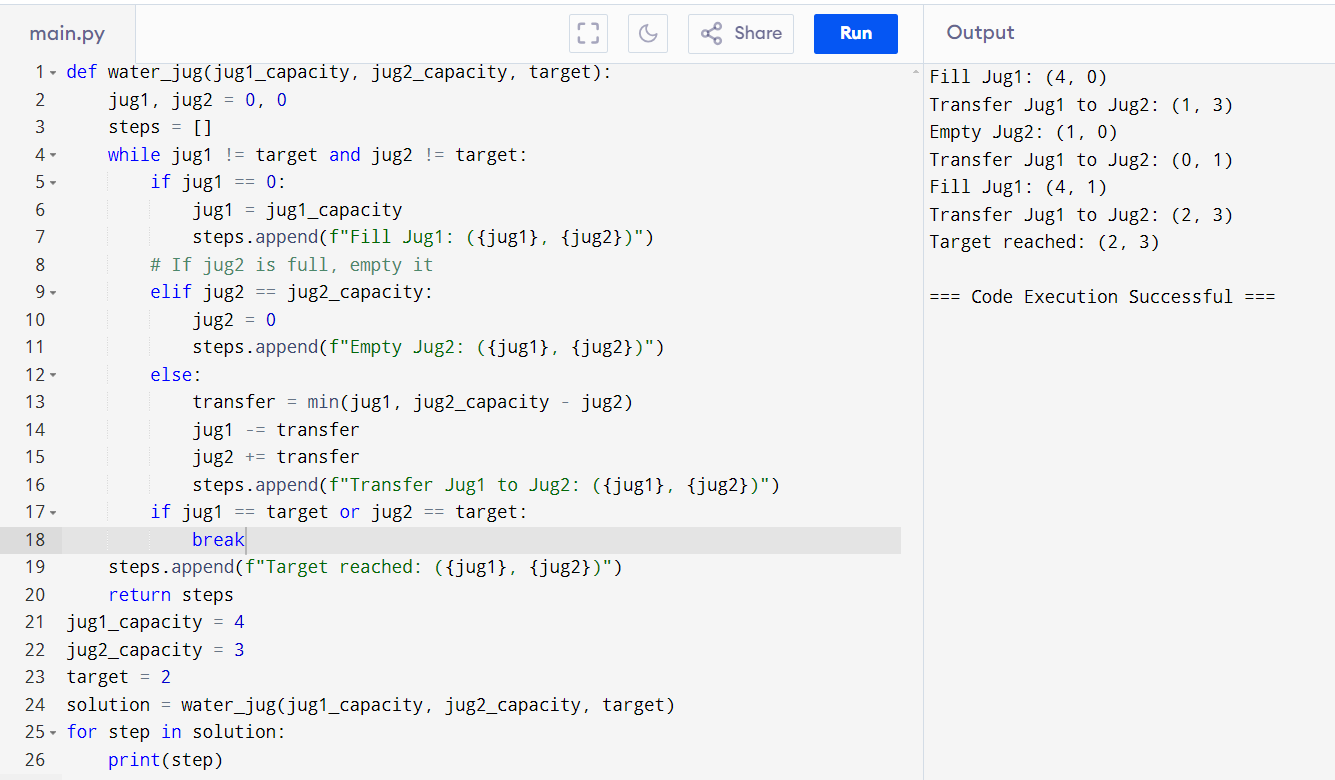 main.py
Share
Run
Output
1 def water_jug(jug1_capacity, jug2_capacity, target):
2     jug1, jug2 = 0, 0
3     steps = []
4     while jug1 != target and jug2 != target:
5         if jug1 == 0:
6             jug1 = jug1_capacity
7             steps.append(f"Fill Jug1: ({jug1}, {jug2})")
8         # If jug2 is full, empty it
9         elif jug2 == jug2_capacity:
10             jug2 = 0
11             steps.append(f"Empty Jug2: ({jug1}, {jug2})")
12         else:
13             transfer = min(jug1, jug2_capacity - jug2)
14             jug1 -= transfer
15             jug2 += transfer
16             steps.append(f"Transfer Jug1 to Jug2: ({jug1}, {jug2})")
17         if jug1 == target or jug2 == target:
18             break
19     steps.append(f"Target reached: ({jug1}, {jug2})")
20     return steps
21 jug1_capacity = 4
22 jug2_capacity = 3
23 target = 2
24 solution = water_jug(jug1_capacity, jug2_capacity, target)
25 for step in solution:
26     print(step)
Fill Jug1: (4, 0)
Transfer Jug1 to Jug2: (1, 3)
Empty Jug2: (1, 0)
Transfer Jug1 to Jug2: (0, 1)
Fill Jug1: (4, 1)
Transfer Jug1 to Jug2: (2, 3)
Target reached: (2, 3)
=== Code Execution Successful ===